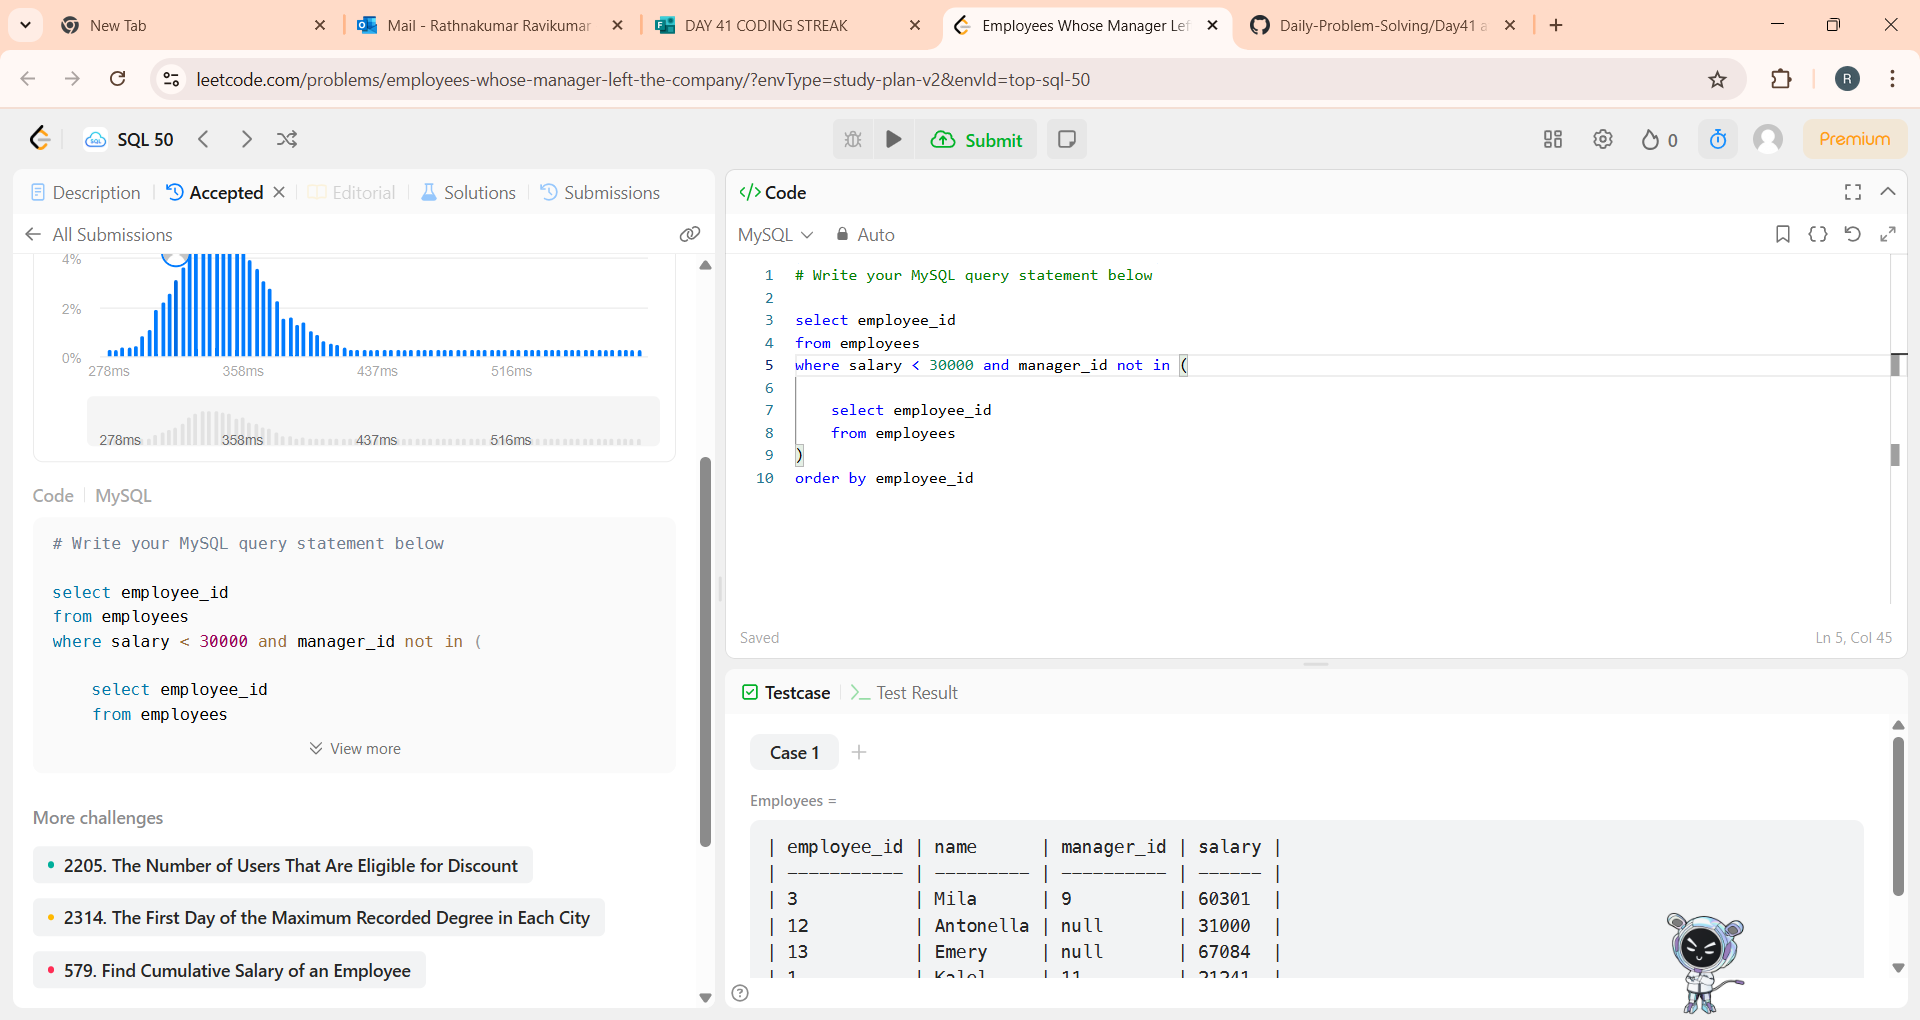 New Tab
Mail - Rathnakumar Ravikumar
DAY 41 CODING STREAK
Employees Whose Manager Lef
Daily-Problem-Solving/Day41 a
leetcode.com/problems/employees-whose-manager-left-the-company/?envType=study-plan-v2&envId=top-sql-50
R
SQL
SQL 50
Submit
0
Premium
Description
Accepted
Editorial
Solutions
Submissions
All Submissions
4%
2%
0%
278ms 358ms 437ms 516ms
278ms 358ms 437ms 516ms
Code
MySQL
# Write your MySQL query statement below
select employee_id
from employees
where salary < 30000 and manager_id not in (
select employee_id
from employees
View more
More challenges
2205. The Number of Users That Are Eligible for Discount
2314. The First Day of the Maximum Recorded Degree in Each City
579. Find Cumulative Salary of an Employee
</> Code
MySQL
Auto
1 # Write your MySQL query statement below
2
3 select employee_id
4 from employees
5 where salary < 30000 and manager_id not in (
6
7 select employee_id
8 from employees
9 )
10 order by employee_id
Saved
Ln 5, Col 45
Testcase
Test Result
Case 1
Employees =
| employee_id | name | manager_id | salary |
| ----------- | --------- | ---------- | ------ |
| 3 | Mila | 9 | 60301 |
| 12 | Antonella | null | 31000 |
| 13 | Emery | null | 67084 |
| 1 | Kalel | 11 | 21241 |